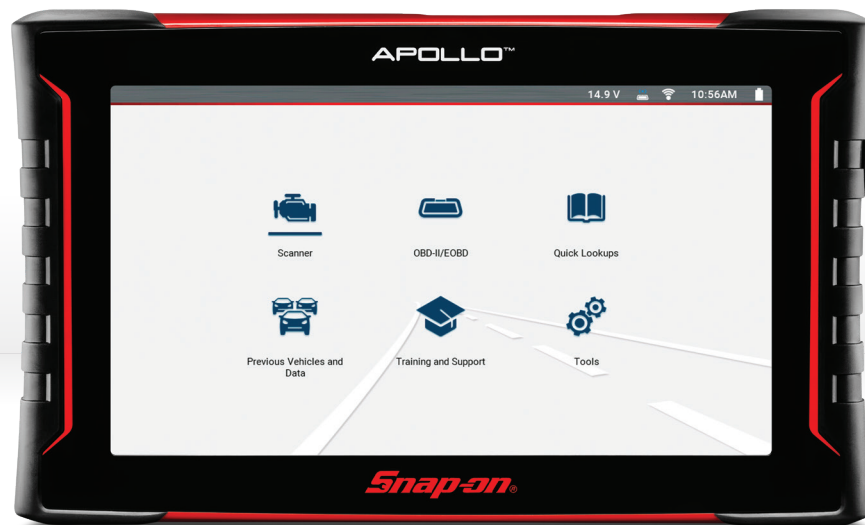 APOLLO™
14.9 V 10:56AM
Scanner OBD-II/EOBD Quick Lookups
Previous Vehicles and
Data
Training and Support
Tools
Snap-on®